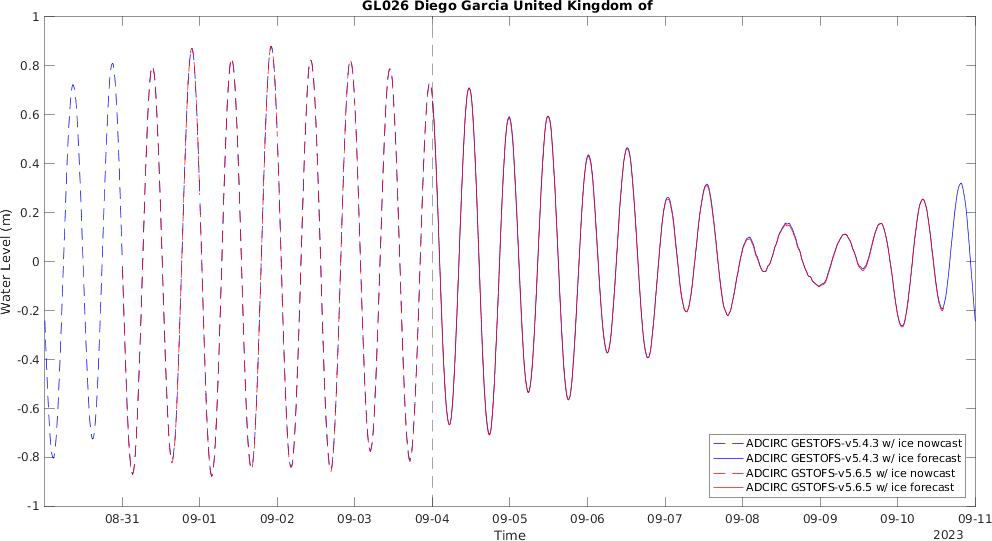 GL026 Diego Garcia United Kingdom of
1
0.8
0.6
0.4
0.2
0
-0.2
-0.4
-0.6
-0.8
-1
Water Level (m)
ADCIRC GESTOFS-v5.4.3 w/ ice nowcast
ADCIRC GESTOFS-v5.4.3 w/ ice forecast
ADCIRC GSTOFS-v5.6.5 w/ ice nowcast
ADCIRC GSTOFS-v5.6.5 w/ ice forecast
08-31 09-01 09-02 09-03 09-04 09-05 09-06 09-07 09-08 09-09 09-10 09-11
Time
2023